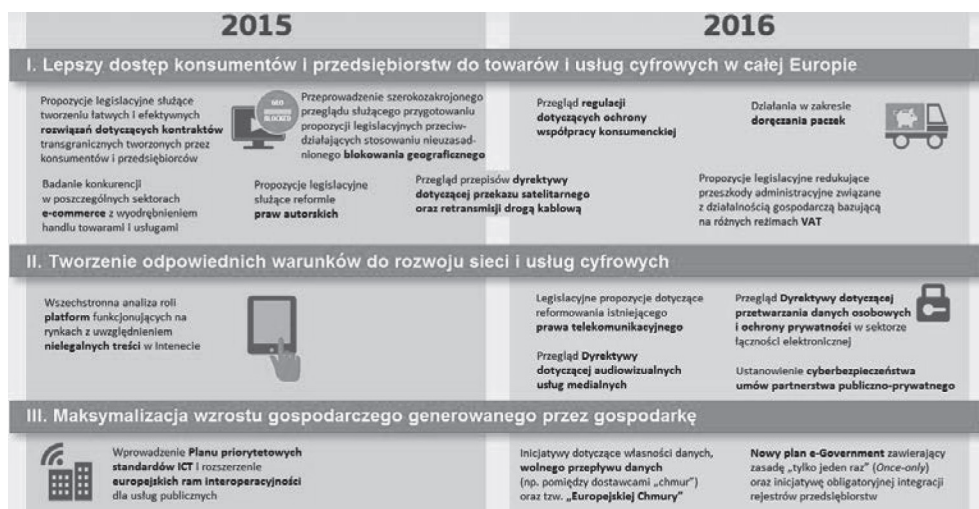 2015
2016
I. Lepszy dostęp konsumentów i przedsiębiorstw do towarów i usług cyfrowych w całej Europie
Propozycje legislacyjne służące
tworzeniu łatwych i efektywnych
rozwiązań dotyczących kontraktów
transgranicznych tworzonych przez
konsumentów i przedsiębiorców
GEO
BLOCKED
Przeprowadzenie szerokozakrojonego
przeglądu służącego przygotowaniu
propozycji legislacyjnych przeciw-
działających stosowaniu nieuzasad-
nionego blokowania geograficznego
Przegląd regulacji
dotyczących ochrony
współpracy konsumenckiej
Działania w zakresie
doręczania paczek
Badanie konkurencji
w poszczególnych sektorach
e-commerce z wyodrębnieniem
handlu towarami i usługami
Propozycje legislacyjne
służące reformie
praw autorskich
Przegląd przepisów dyrektywy
dotyczącej przekazu satelitarnego
oraz retransmisji drogą kablową
Propozycje legislacyjne redukujące
przeszkody administracyjne związane
z działalnością gospodarczą bazującą
na różnych reżimach VAT
II. Tworzenie odpowiednich warunków do rozwoju sieci i usług cyfrowych
Wszechstronna analiza roli
platform funkcjonujących na
rynkach z uwzględnieniem
nielegalnych treści w Intenecie
Legislacyjne propozycje dotyczące
reformowania istniejącego
prawa telekomunikacyjnego
Przegląd Dyrektywy dotyczącej
przetwarzania danych osobowych
i ochrony prywatności w sektorze
łączności elektronicznej
Przegląd Dyrektywy
dotyczącej audiowizualnych
usług medialnych
Ustanowienie cyberbezpieczeństwa
umów partnerstwa publiczno-prywatnego
III. Maksymalizacja wzrostu gospodarczego generowanego przez gospodarkę
Wprowadzenie Planu priorytetowych
standardów ICT i rozszerzenie
europejskich ram interoperacyjności
dla usług publicznych
Inicjatywy dotyczące własności danych,
wolnego przepływu danych
(np. pomiędzy dostawcami „chmur”)
oraz tzw. „Europejskiej Chmury”
Nowy plan e-Government zawierający
zasadę „tylko jeden raz” (Once-only)
oraz inicjatywę obligatoryjnej integracji
rejestrów przedsiębiorstw